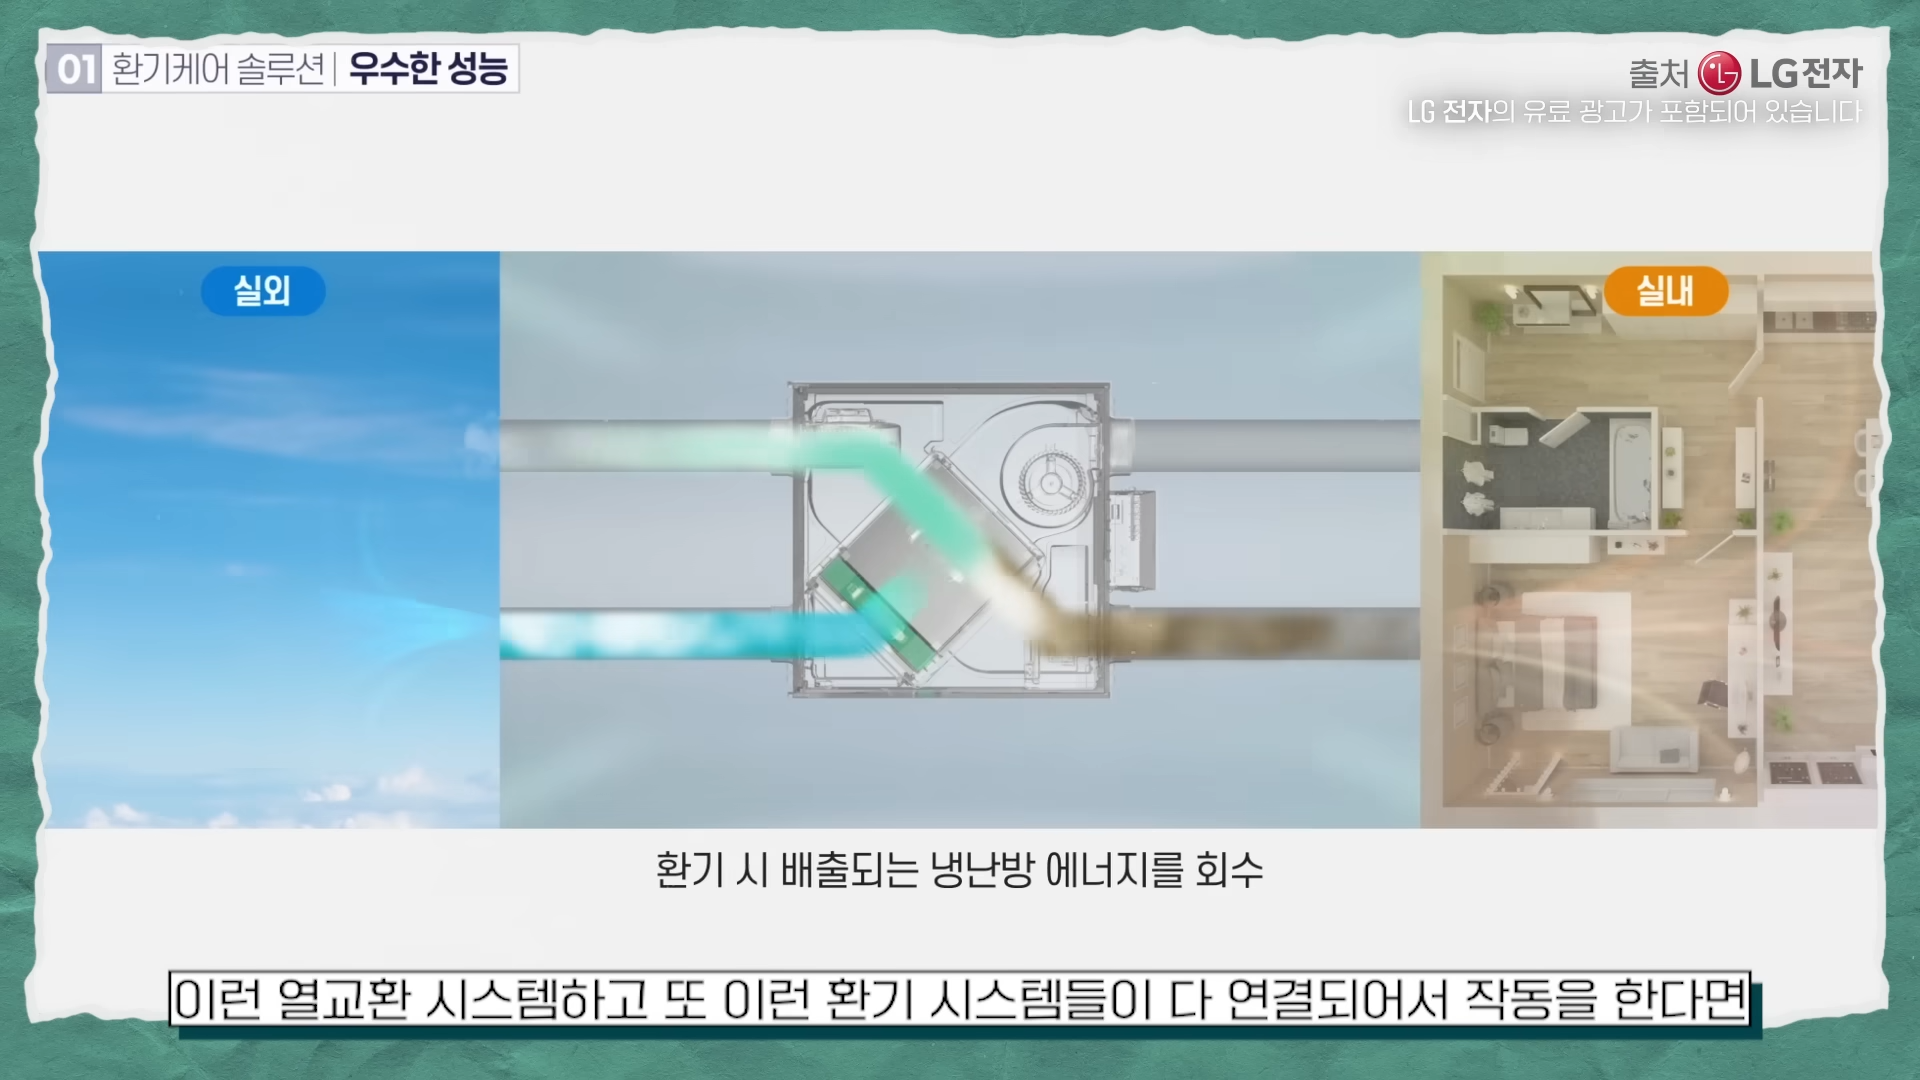 01 환기케어 솔루션 | 우수한 성능
출처 LG전자
LG 전자의 유료 광고가 포함되어 있습니다
실외
실내
환기 시 배출되는 냉난방 에너지를 회수
이런 열교환 시스템하고 또 이런 환기 시스템들이 다 연결되어서 작동을 한다면